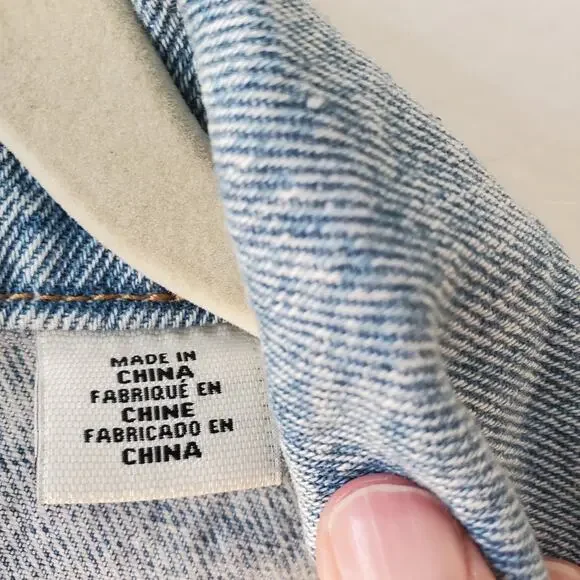 MADE IN
CHINA
FABRIQUÉ EN
CHINE
FABRICADO EN
CHINA